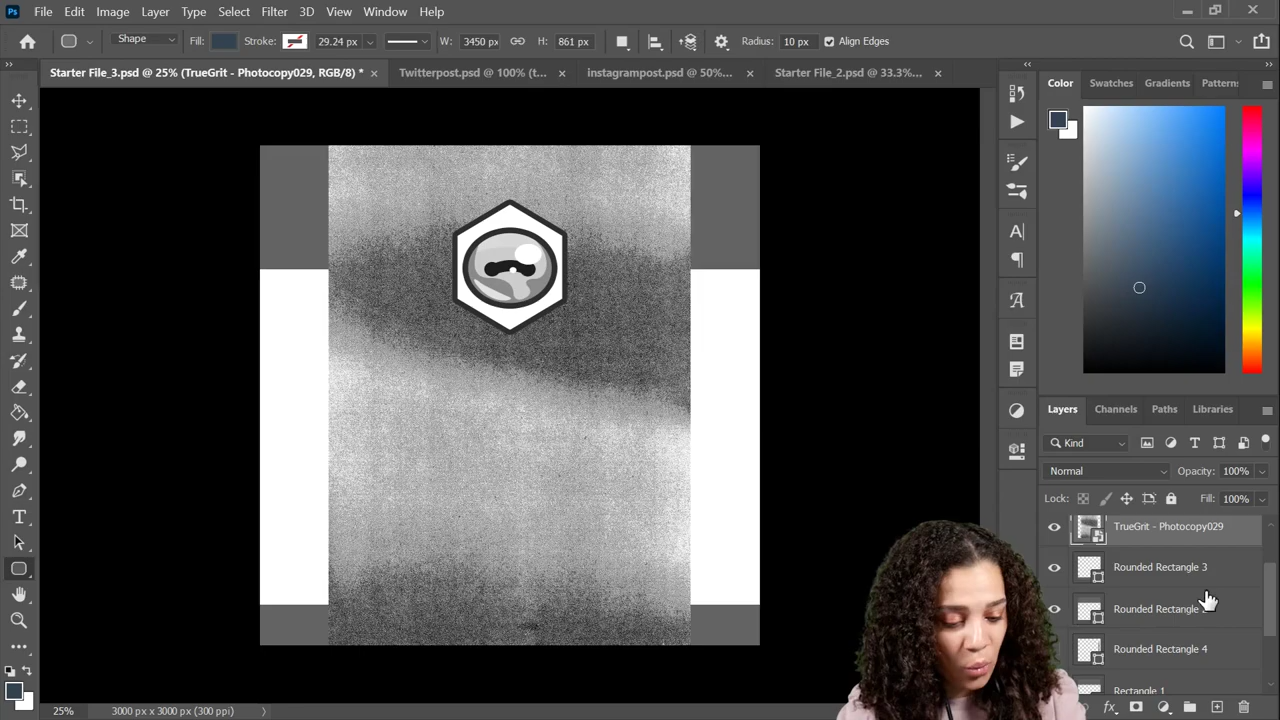 Ps File Edit Image Layer Type Select Filter 3D View Window Help
Shape Fill: Stroke: 29.24 px W: 3450 px H: 861 px Radius: 10 px Align Edges
Starter File_3.psd @ 25% (TrueGrit - Photocopy029, RGB/8) * × Twitterpost.psd @ 100% (t... × instagrampost.psd @ 50%... × Starter File_2.psd @ 33.3%... ×
Color Swatches Gradients Patterns
Layers Channels Paths Libraries
Kind
Normal Opacity: 100%
Lock: Fill: 100%
TrueGrit - Photocopy029
Rounded Rectangle 3
Rounded Rectangle
Rounded Rectangle 4
Rectangle 1
25% 3000 px x 3000 px (300 ppi)